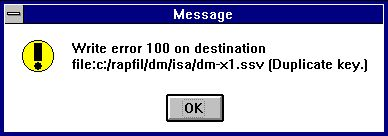 Message
Write error 100 on destination
file:c:/rapfil/dm/isa/dm-x1.ssv (Duplicate key.)
OK